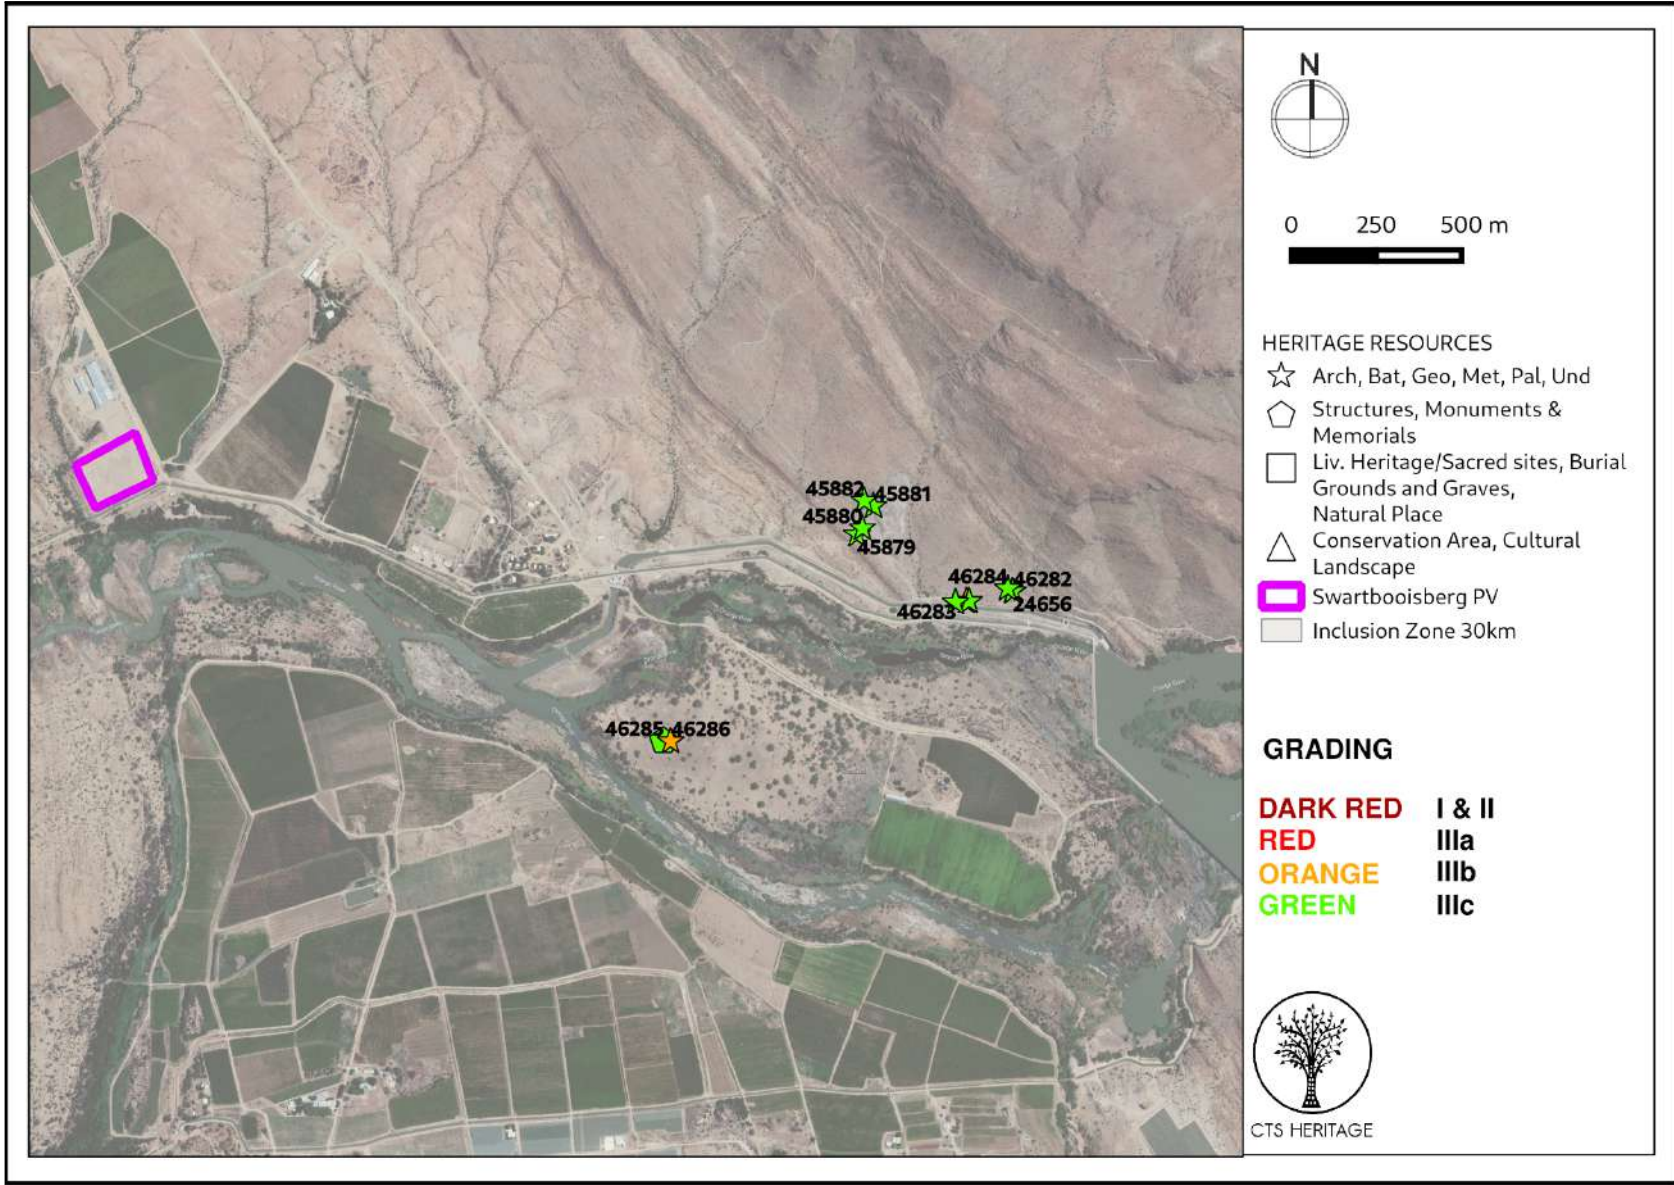 N
0 250 500 m
HERITAGE RESOURCES
Arch, Bat, Geo, Met, Pal, Und
Structures, Monuments &
Memorials
Liv. Heritage/Sacred sites, Burial
Grounds and Graves,
Natural Place
Conservation Area, Cultural
Landscape
Swartbooisberg PV
Inclusion Zone 30km
GRADING
DARK RED I & II
RED IIIa
ORANGE IIIb
GREEN IIIc
CTS HERITAGE
45882 45881
45880
45879
46284 46282
46283 24656
46285 46286